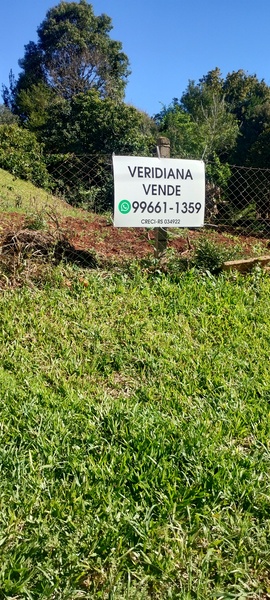 VERIDIANA
VENDE
99661-1359
CRECI-RS 034922